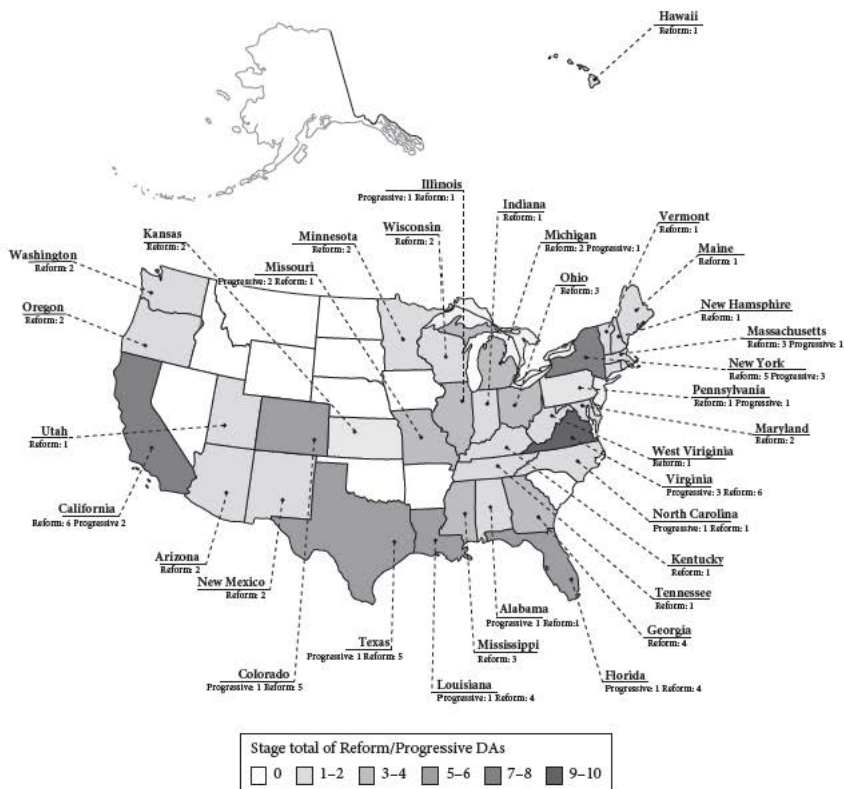 Hawaii
Reform: 1
Illinois
Progressive: 1 Reform: 1
Indiana
Reform: 1
Vermont
Reform: 1
Kansas
Reform: 2
Minnesota
Reform: 2
Wisconsin
Reform: 2
Michigan
Reform: 2 Progressive: 1
Maine
Reform: 1
Washington
Reform: 2
Missouri
Progressive: 2 Reform: 1
Ohio
Reform: 3
Oregon
Reform: 2
New Hamsphire
Reform: 1
Massachusetts
Reform: 3 Progressive: 1
New York
Reform: 5 Progressive: 3
Pennsylvania
Reform: 1 Progressive: 1
Maryland
Reform: 2
Utah
Reform: 1
West Viriginia
Reform: 1
Virginia
Progressive: 3 Reform: 6
California
Reform: 6 Progressive 2
North Carolina
Progressive: 1 Reform: 1
Arizona
Reform: 2
Kentucky
Reform: 1
New Mexico
Reform: 2
Tennessee
Reform: 1
Alabama
Progressive: 1 Reform:1
Georgia
Reform: 4
Texas
Progressive: 1 Reform: 5
Mississippi
Reform: 3
Colorado
Progressive: 1 Reform: 5
Louisiana
Progressive: 1 Reform: 4
Florida
Progressive: 1 Reform: 4
Stage total of Reform/Progressive DAs
0 1–2 3–4 5–6 7–8 9–10